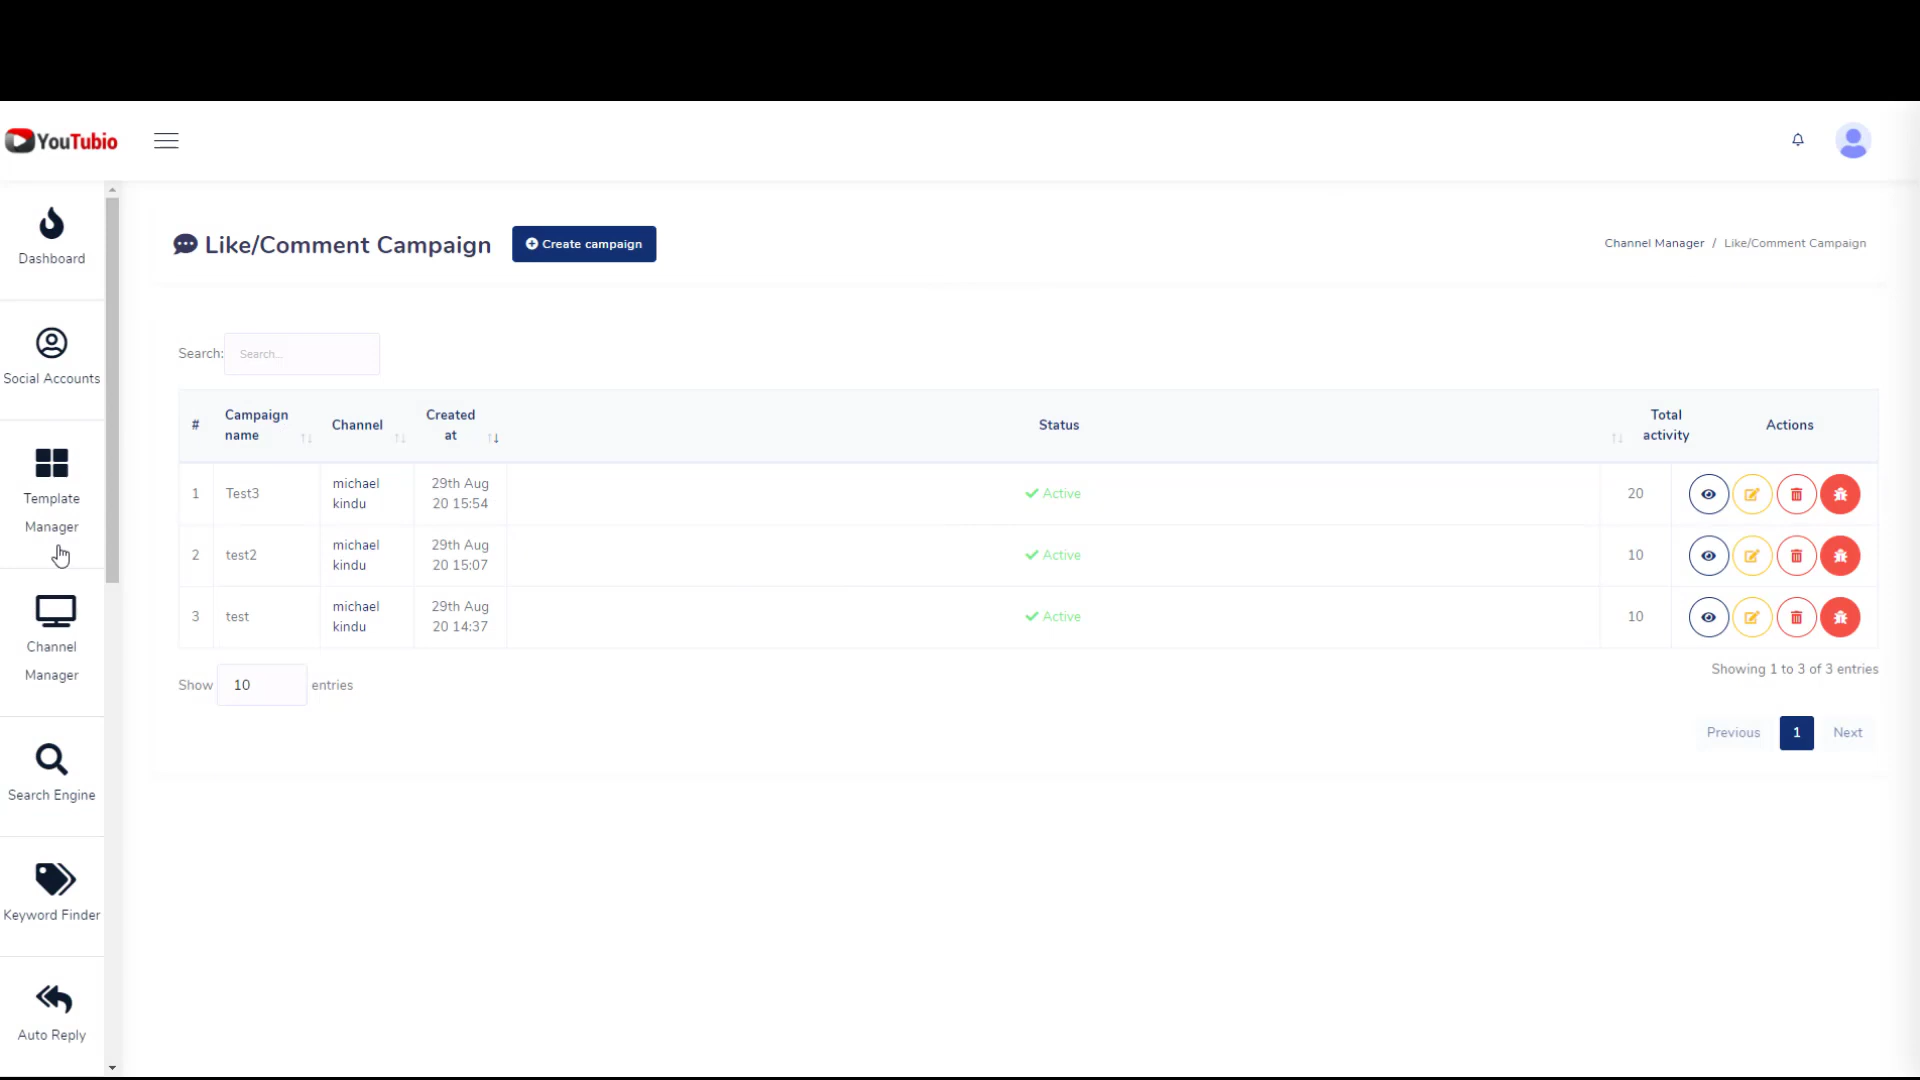 YouTubio
Dashboard
Social Accounts
Template
Manager
Channel
Manager
Search Engine
Keyword Finder
Auto Reply
Like/Comment Campaign
Create campaign
Channel Manager / Like/Comment Campaign
Search: Search...
# Campaign name Channel Created at Status Total activity Actions
1 Test3 michael kindu 29th Aug 20 15:54 Active 20
2 test2 michael kindu 29th Aug 20 15:07 Active 10
3 test michael kindu 29th Aug 20 14:37 Active 10
Show 10 entries
Showing 1 to 3 of 3 entries
Previous 1 Next